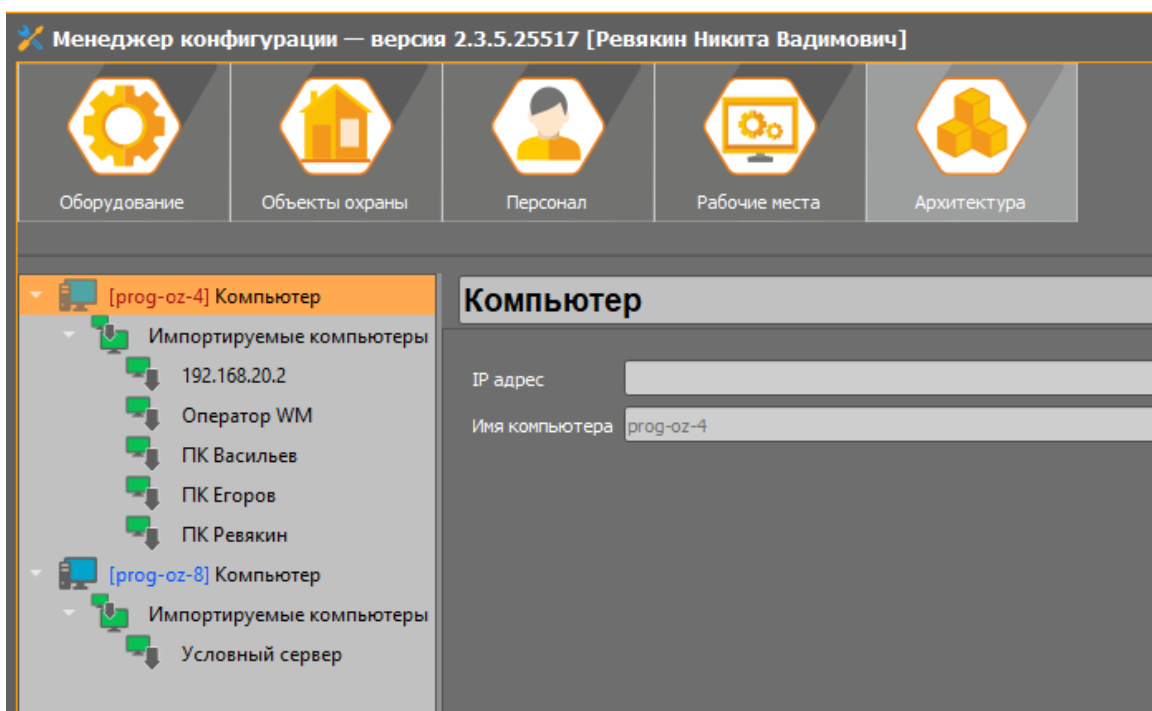 Менеджер конфигурации — версия 2.3.5.25517 [Ревякин Никита Вадимович]
Оборудование
Объекты охраны
Персонал
Рабочие места
Архитектура
[prog-oz-4] Компьютер
Импортируемые компьютеры
192.168.20.2
Оператор WM
ПК Васильев
ПК Егоров
ПК Ревякин
[prog-oz-8] Компьютер
Импортируемые компьютеры
Условный сервер
Компьютер
IP адрес
Имя компьютера prog-oz-4